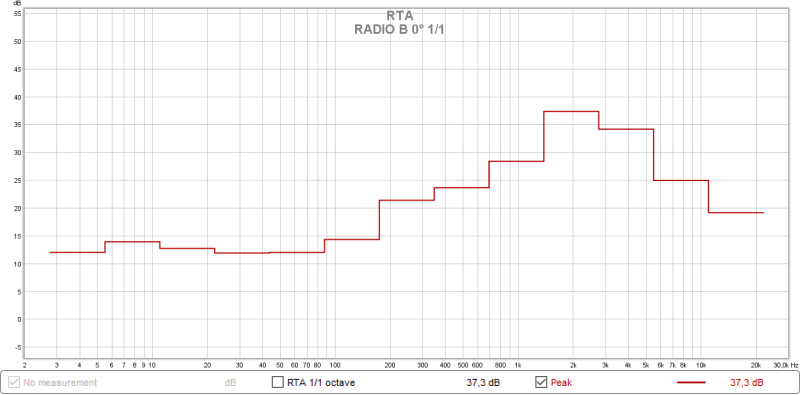 dB
RTA
RADIO B 0° 1/1
55
50
45
40
35
30
25
20
15
10
5
0
-5
2 3 4 5 6 7 8 9 10 20 30 40 50 60 70 80 100 200 300 400 500 600 800 1k 2k 3k 4k 5k 6k 7k 8k 10k 20k 30,0k Hz
No measurement dB RTA 1/1 octave 37,3 dB Peak 37,3 dB